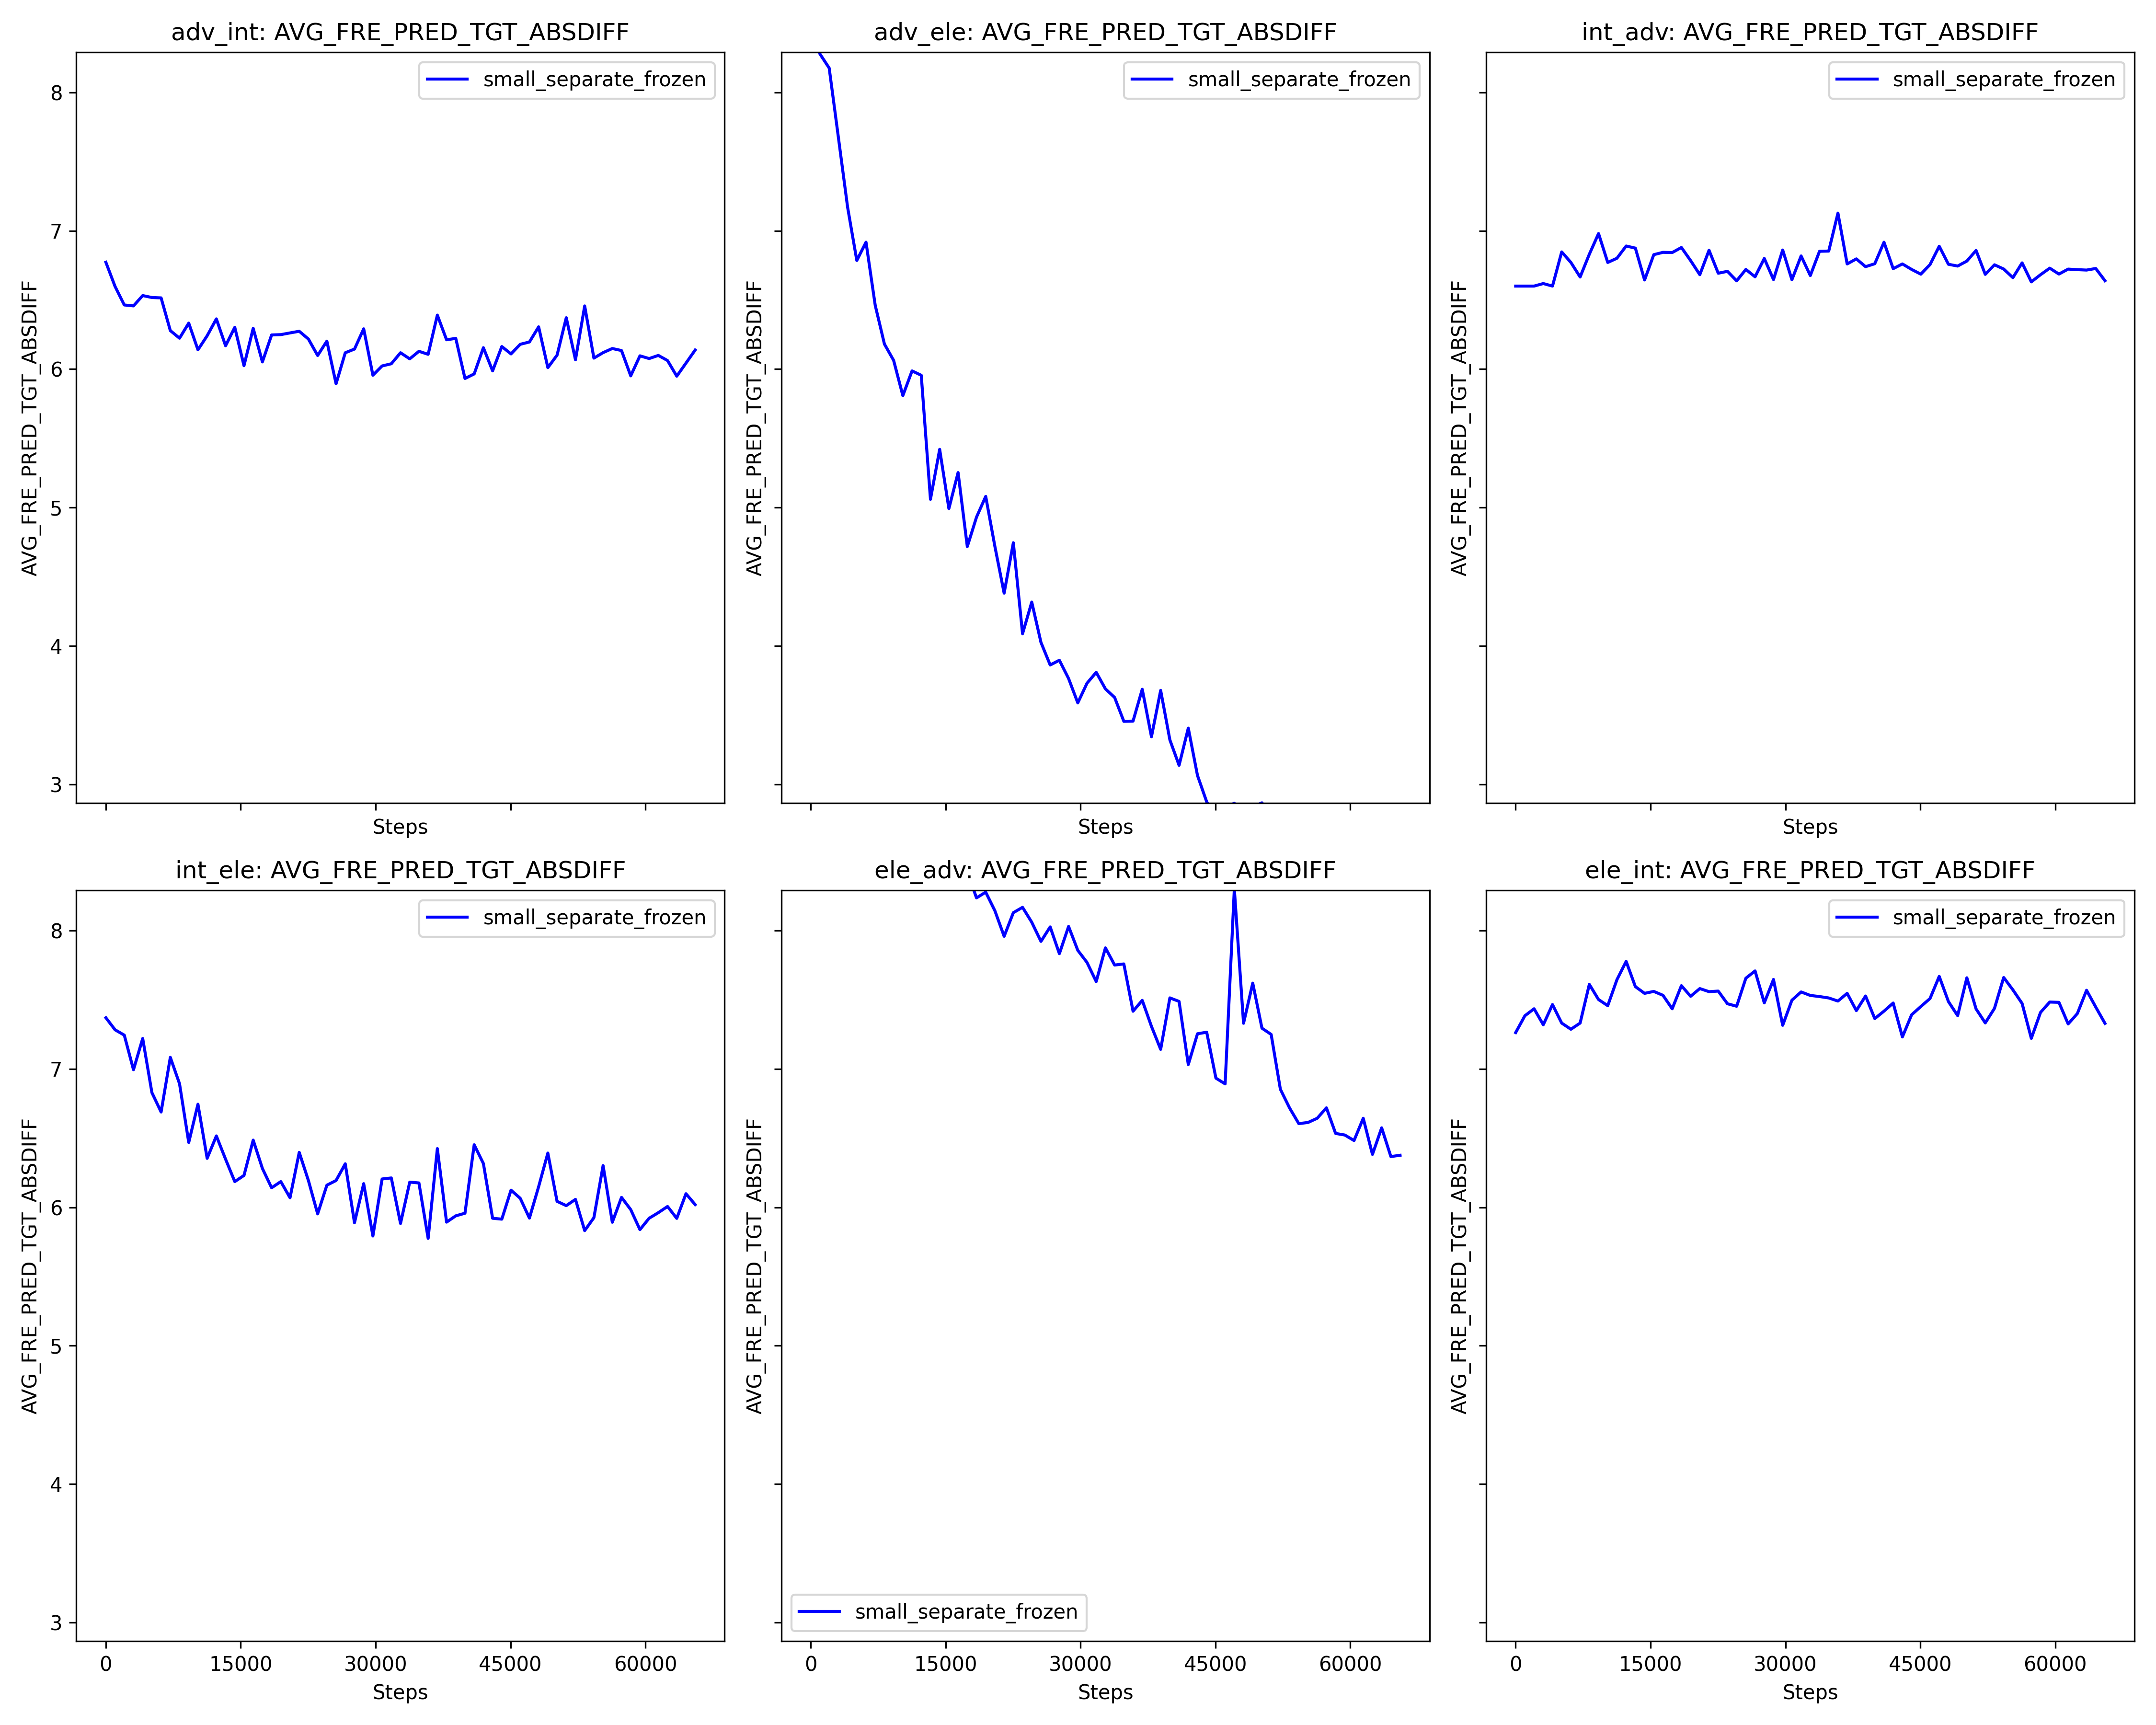 adv_int: AVG_FRE_PRED_TGT_ABSDIFF
adv_ele: AVG_FRE_PRED_TGT_ABSDIFF
int_adv: AVG_FRE_PRED_TGT_ABSDIFF
small_separate_frozen
small_separate_frozen
small_separate_frozen
8
7
6
5
4
3
AVG_FRE_PRED_TGT_ABSDIFF
AVG_FRE_PRED_TGT_ABSDIFF
AVG_FRE_PRED_TGT_ABSDIFF
Steps
Steps
Steps
int_ele: AVG_FRE_PRED_TGT_ABSDIFF
ele_adv: AVG_FRE_PRED_TGT_ABSDIFF
ele_int: AVG_FRE_PRED_TGT_ABSDIFF
small_separate_frozen
small_separate_frozen
small_separate_frozen
8
7
6
5
4
3
AVG_FRE_PRED_TGT_ABSDIFF
AVG_FRE_PRED_TGT_ABSDIFF
AVG_FRE_PRED_TGT_ABSDIFF
0 15000 30000 45000 60000
0 15000 30000 45000 60000
0 15000 30000 45000 60000
Steps
Steps
Steps